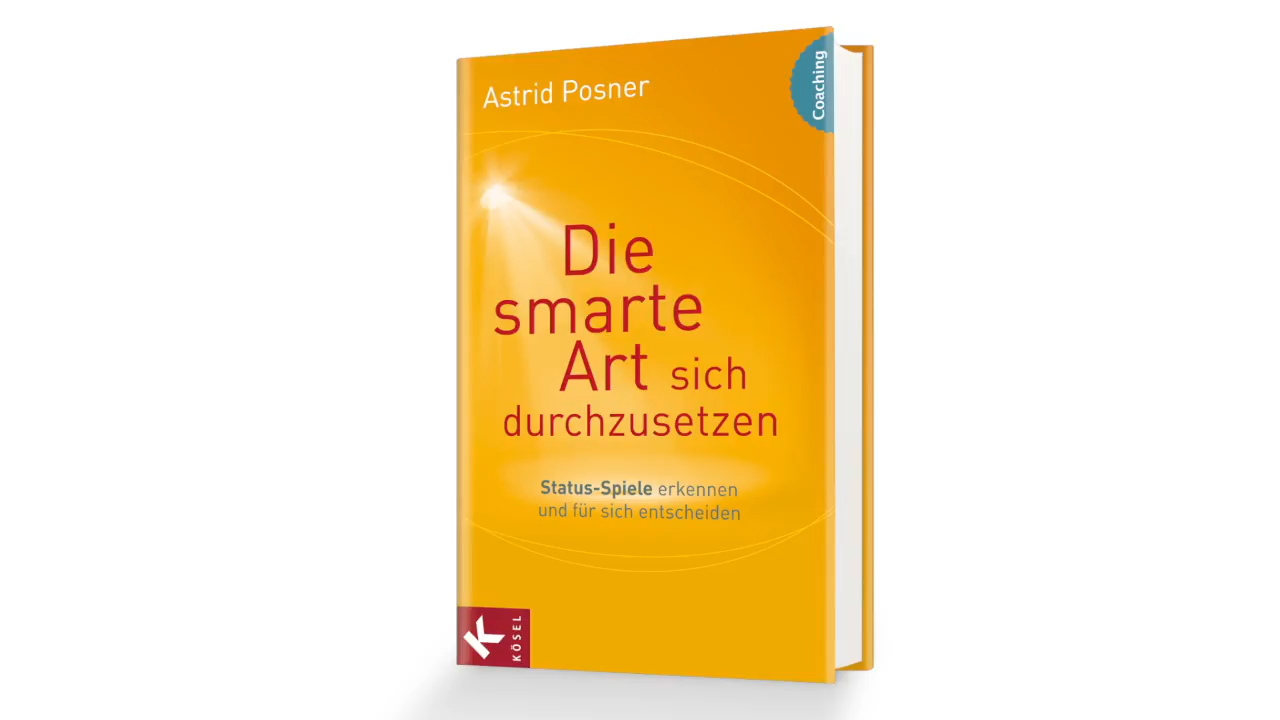 Astrid Posner
Coaching
Die
smarte
Art sich
durchzusetzen
Status-Spiele erkennen
und für sich entscheiden
KÖSEL